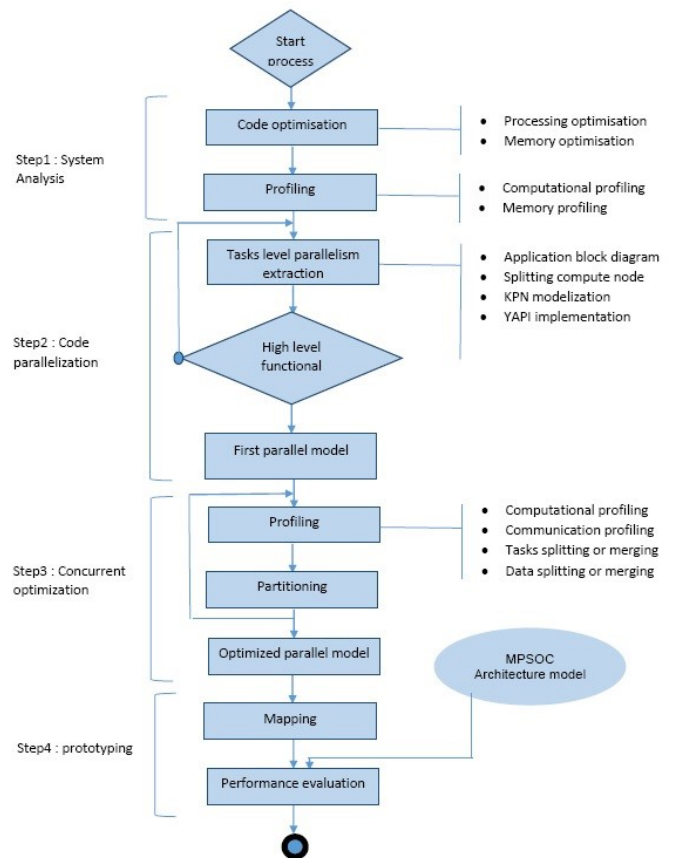 Start
process
Code optimisation
• Processing optimisation
• Memory optimisation
Step1 : System
Analysis
Profiling
• Computational profiling
• Memory profiling
Tasks level parallelism
extraction
• Application block diagram
• Splitting compute node
• KPN modelization
• YAPI implementation
Step2 : Code
parallelization
High level
functional
First parallel model
Profiling
• Computational profiling
• Communication profiling
• Tasks splitting or merging
• Data splitting or merging
Step3 : Concurrent
optimization
Partitioning
Optimized parallel model
MPSOC
Architecture model
Mapping
Step4 : prototyping
Performance evaluation